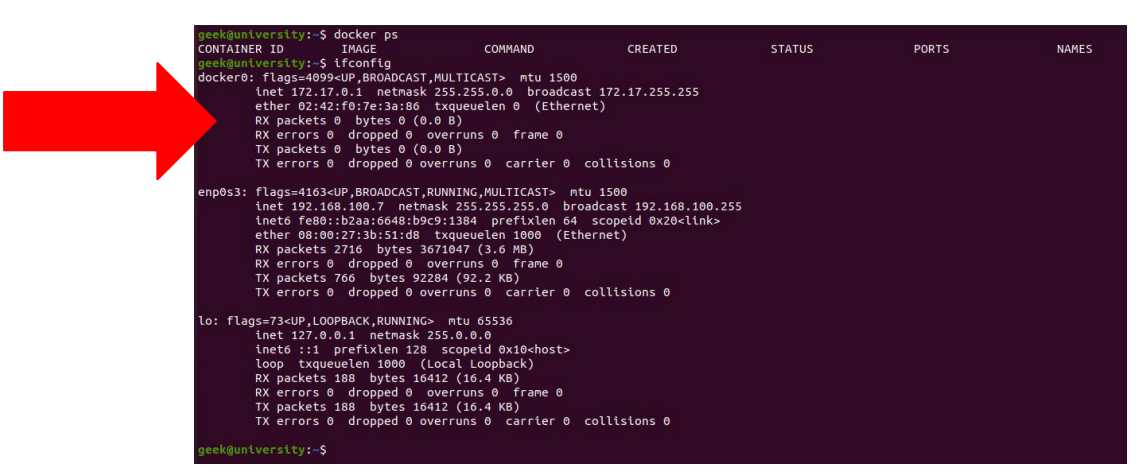 geek@university:~$ docker ps
CONTAINER ID IMAGE COMMAND CREATED STATUS PORTS NAMES
geek@university:~$ ifconfig
docker0: flags=4099<UP,BROADCAST,MULTICAST> mtu 1500
inet 172.17.0.1 netmask 255.255.0.0 broadcast 172.17.255.255
ether 02:42:f0:7e:3a:86 txqueuelen 0 (Ethernet)
RX packets 0 bytes 0 (0.0 B)
RX errors 0 dropped 0 overruns 0 frame 0
TX packets 0 bytes 0 (0.0 B)
TX errors 0 dropped 0 overruns 0 carrier 0 collisions 0
enp0s3: flags=4163<UP,BROADCAST,RUNNING,MULTICAST> mtu 1500
inet 192.168.100.7 netmask 255.255.255.0 broadcast 192.168.100.255
inet6 fe80::b2aa:6648:b9c9:1384 prefixlen 64 scopeid 0x20<link>
ether 08:00:27:3b:51:d8 txqueuelen 1000 (Ethernet)
RX packets 2716 bytes 3671047 (3.6 MB)
RX errors 0 dropped 0 overruns 0 frame 0
TX packets 766 bytes 92284 (92.2 KB)
TX errors 0 dropped 0 overruns 0 carrier 0 collisions 0
lo: flags=73<UP,LOOPBACK,RUNNING> mtu 65536
inet 127.0.0.1 netmask 255.0.0.0
inet6 ::1 prefixlen 128 scopeid 0x10<host>
loop txqueuelen 1000 (Local Loopback)
RX packets 188 bytes 16412 (16.4 KB)
RX errors 0 dropped 0 overruns 0 frame 0
TX packets 188 bytes 16412 (16.4 KB)
TX errors 0 dropped 0 overruns 0 carrier 0 collisions 0
geek@university:~$